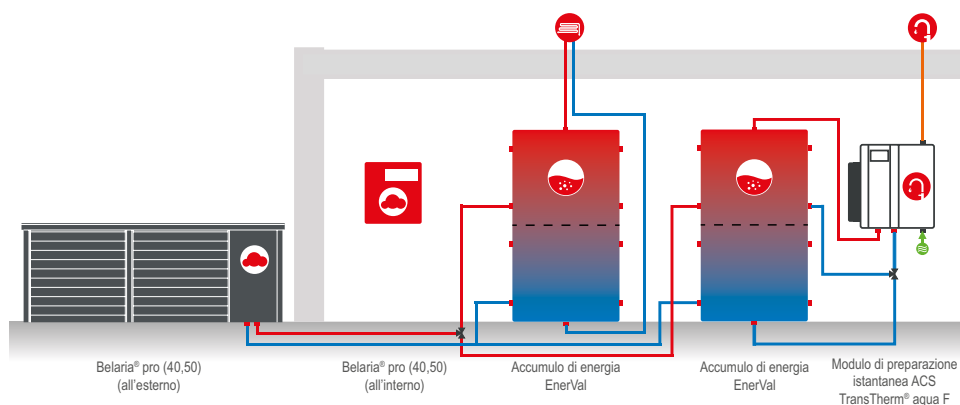 Belaria® pro (40,50)
(all'esterno)
Belaria® pro (40,50)
(all'interno)
Accumulo di energia
EnerVal
Accumulo di energia
EnerVal
Modulo di preparazione
istantanea ACS
TransTherm® aqua F